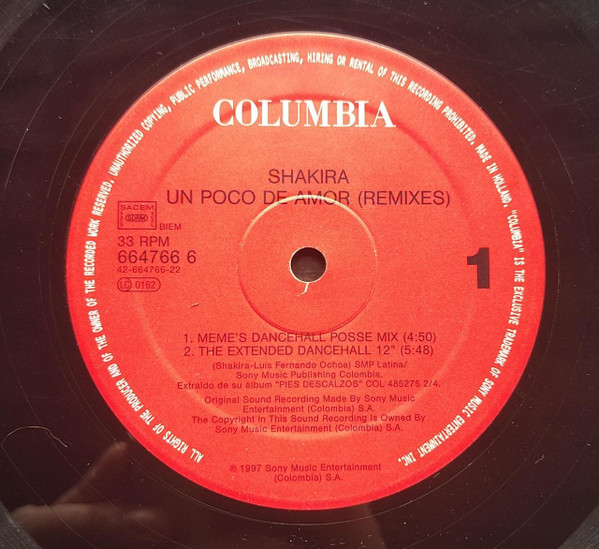 ALL RIGHTS OF THE PRODUCER AND OF THE OWNER OF THE RECORDED WORK RESERVED. UNAUTHORIZED COPYING, PUBLIC PERFORMANCE, BROADCASTING, HIRING OR RENTAL OF THIS RECORDING PROHIBITED. MADE IN HOLLAND. "COLUMBIA" IS THE EXCLUSIVE TRADEMARK OF SONY MUSIC ENTERTAINMENT INC.
COLUMBIA
SHAKIRA
UN POCO DE AMOR (REMIXES)
SACEM
SDRM
BIEM
33 RPM
664766 6
42-664766-22
LC 0162
1
1. MEME'S DANCEHALL POSSE MIX (4:50)
2. THE EXTENDED DANCEHALL 12" (5:48)
(Shakira-Luis Fernando Ochoa) SMP Latina/
Sony Music Publishing Colombia.
Extraído de su álbum "PIES DESCALZOS" COL 485275 2/4.
Original Sound Recording Made By Sony Music
Entertainment (Colombia) S.A.
The Copyright In This Sound Recording Is Owned By
Sony Music Entertainment (Colombia) S.A.
℗ 1997 Sony Music Entertainment
(Colombia) S.A.